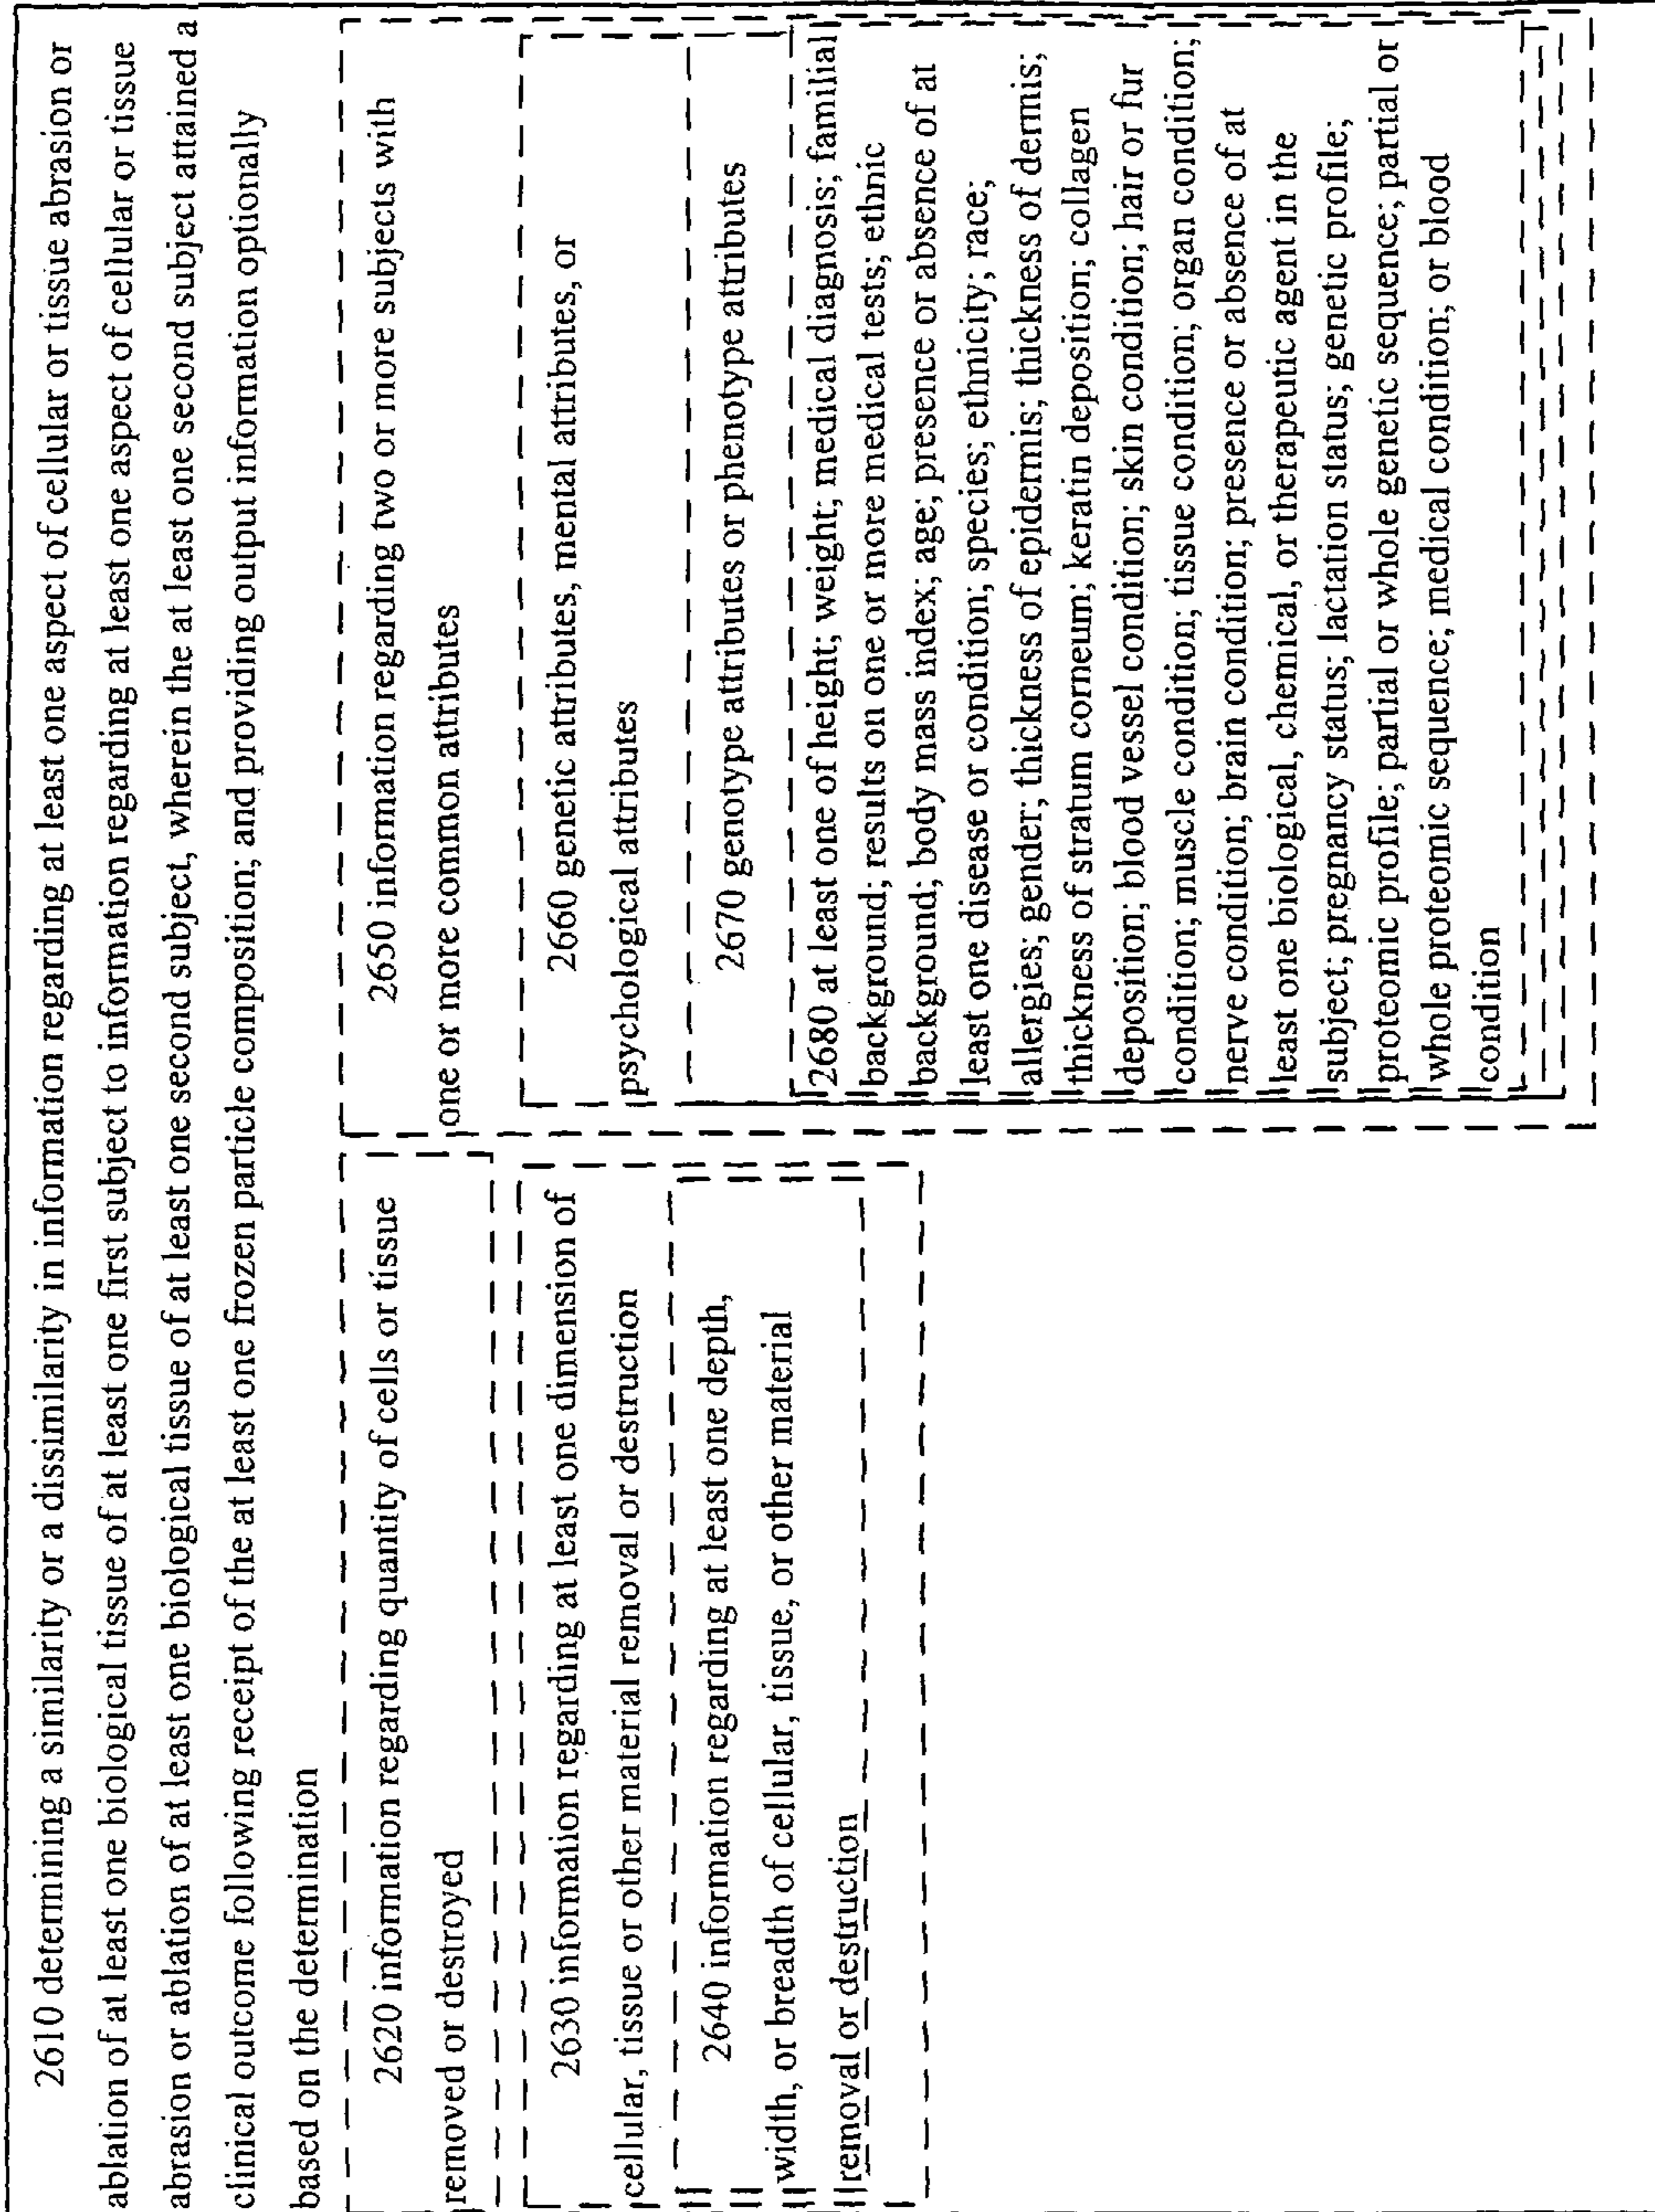 2610 determining a similarity or a dissimilarity in information regarding at least one aspect of cellular or tissue abrasion or
ablation of at least one biological tissue of at least one first subject to information regarding at least one aspect of cellular or tissue
abrasion or ablation of at least one biological tissue of at least one second subject, wherein the at least one second subject attained a
clinical outcome following receipt of the at least one frozen particle composition; and providing output information optionally
based on the determination
2620 information regarding quantity of cells or tissue
removed or destroyed
2630 information regarding at least one dimension of
cellular, tissue or other material removal or destruction
2640 information regarding at least one depth,
width, or breadth of cellular, tissue, or other material
removal or destruction
2650 information regarding two or more subjects with
one or more common attributes
2660 genetic attributes, mental attributes, or
psychological attributes
2670 genotype attributes or phenotype attributes
2680 at least one of height; weight; medical diagnosis; familial
background; results on one or more medical tests; ethnic
background; body mass index; age; presence or absence of at
least one disease or condition; species; ethnicity; race;
allergies; gender; thickness of epidermis; thickness of dermis;
thickness of stratum corneum; keratin deposition; collagen
deposition; blood vessel condition; skin condition; hair or fur
condition; muscle condition; tissue condition; organ condition;
nerve condition; brain condition; presence or absence of at
least one biological, chemical, or therapeutic agent in the
subject; pregnancy status; lactation status; genetic profile;
proteomic profile; partial or whole genetic sequence; partial or
whole proteomic sequence; medical condition; or blood
condition